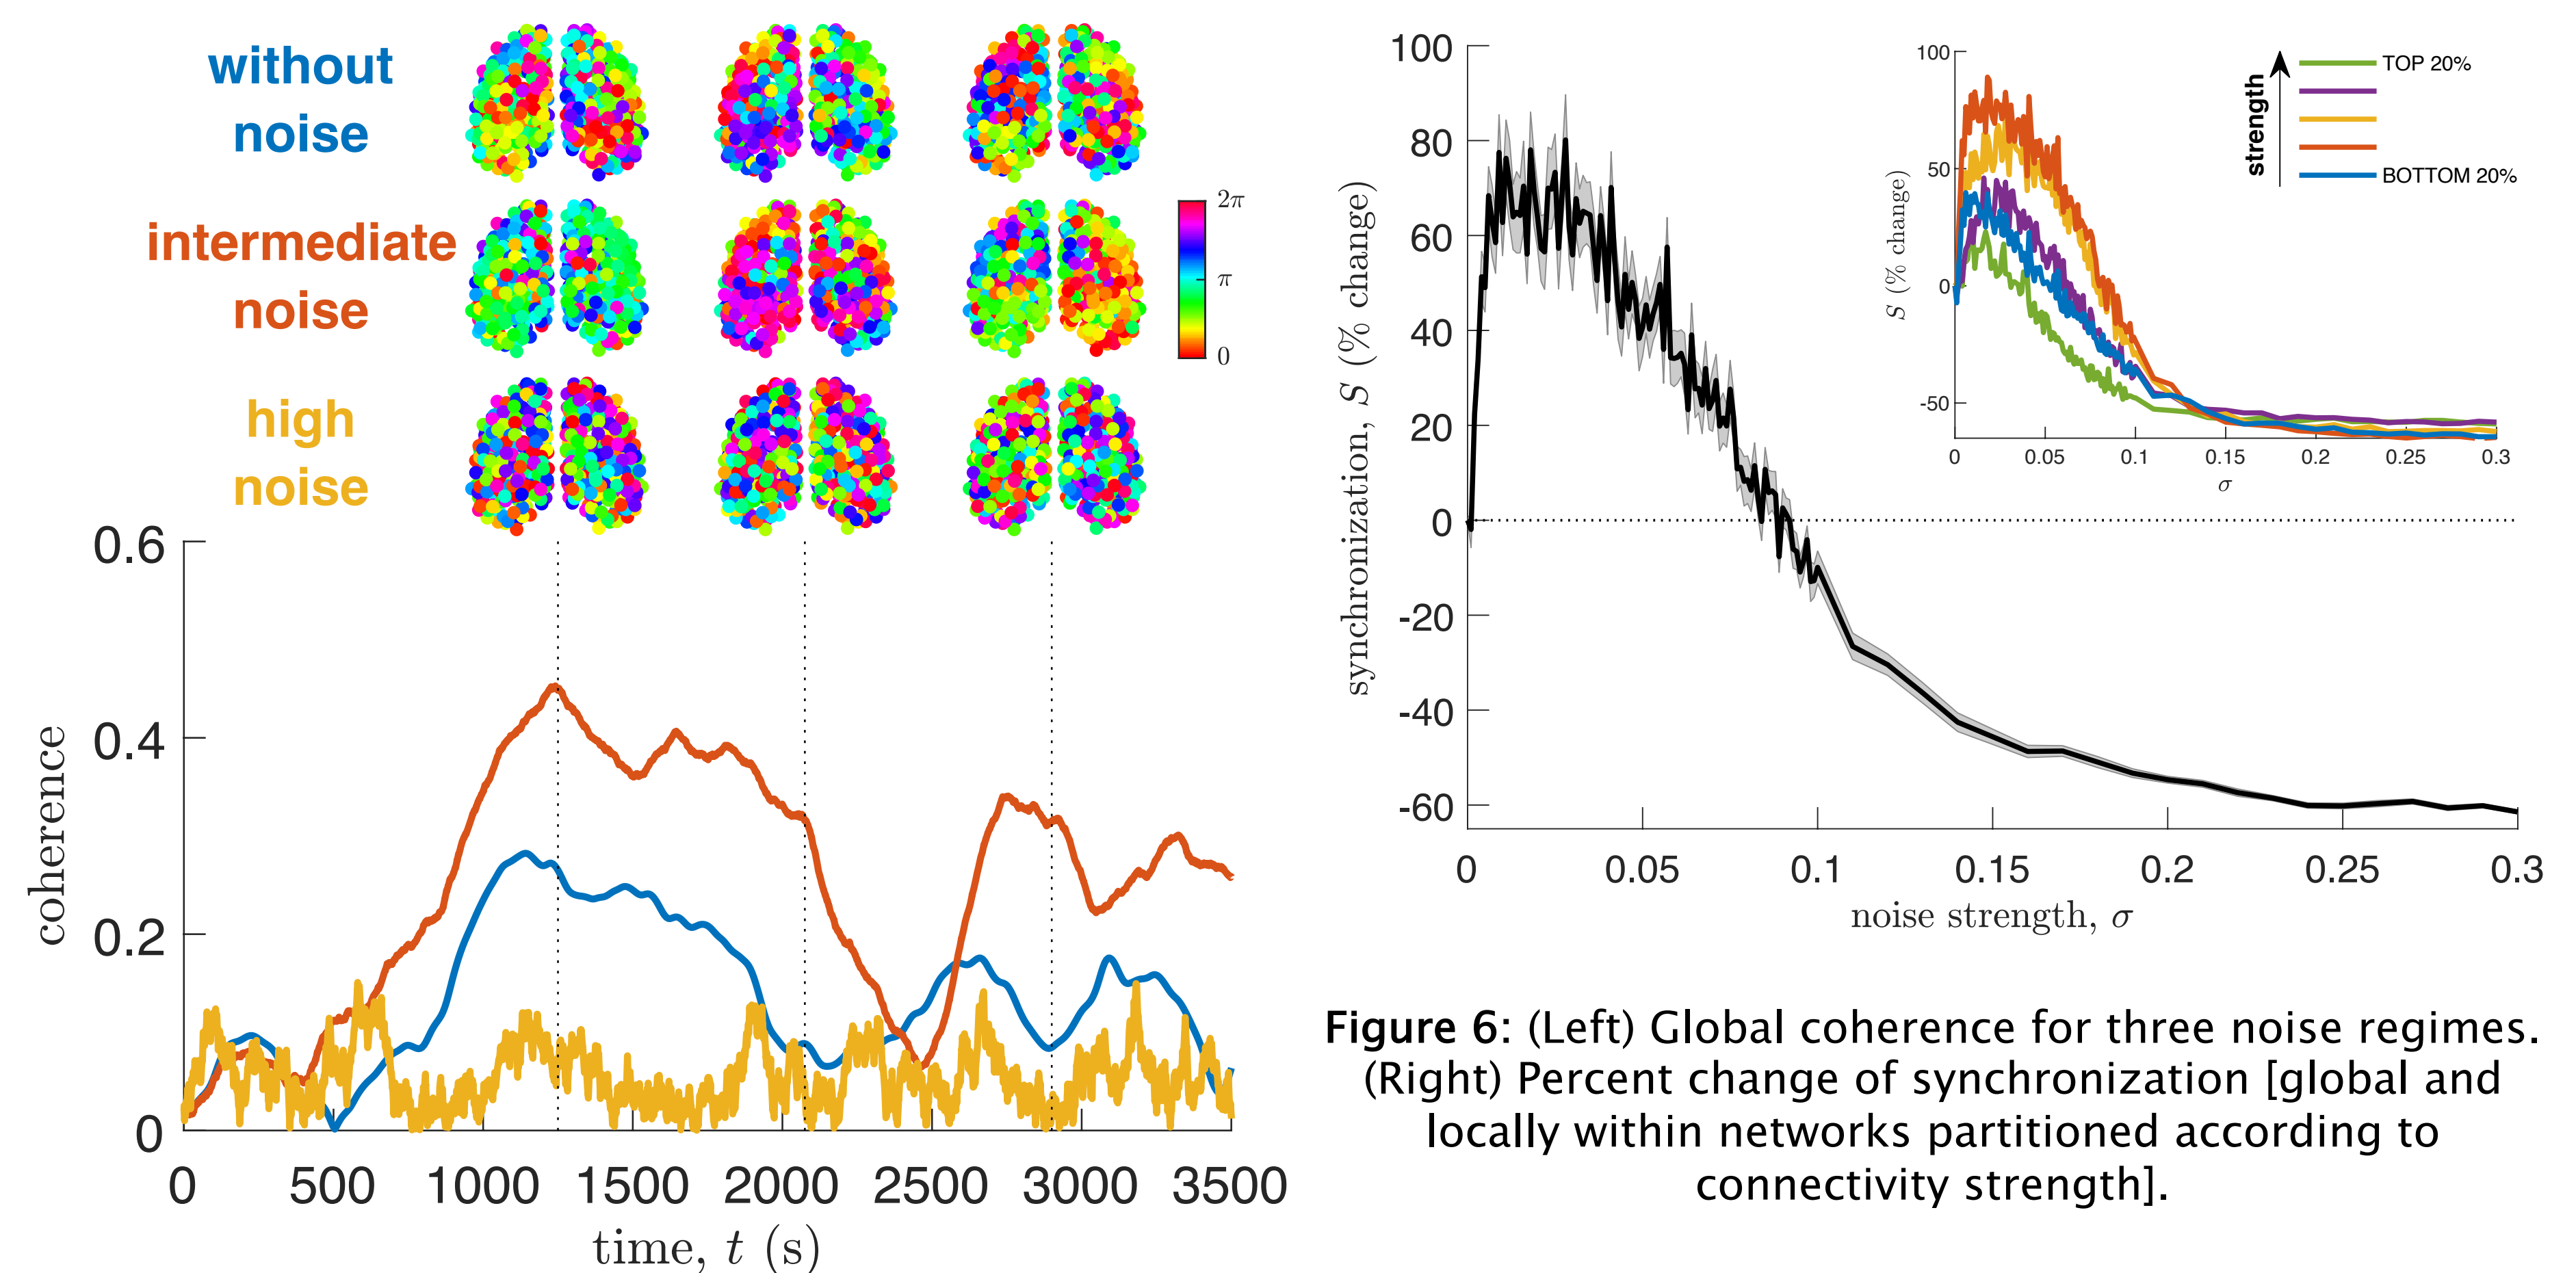 without
noise
intermediate
noise
high
noise
2π
π
0
0.6
0.4
0.2
0
coherence
0 500 1000 1500 2000 2500 3000 3500
time, t (s)
100
80
60
40
20
0
-20
-40
-60
synchronization, S (% change)
0 0.05 0.1 0.15 0.2 0.25 0.3
noise strength, σ
100
50
0
-50
S (% change)
0 0.05 0.1 0.15 0.2 0.25 0.3
σ
strength
TOP 20%
BOTTOM 20%
Figure 6: (Left) Global coherence for three noise regimes.
(Right) Percent change of synchronization [global and
locally within networks partitioned according to
connectivity strength].